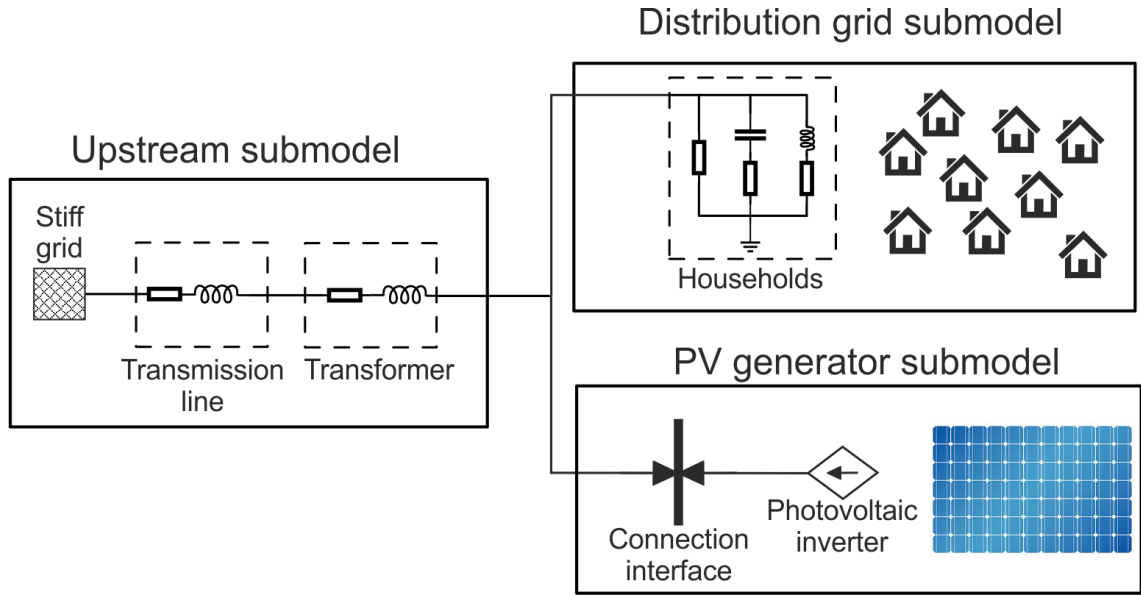 Distribution grid submodel
Upstream submodel
Stiff
grid
Transmission
line
Transformer
Households
PV generator submodel
Connection
interface
Photovoltaic
inverter